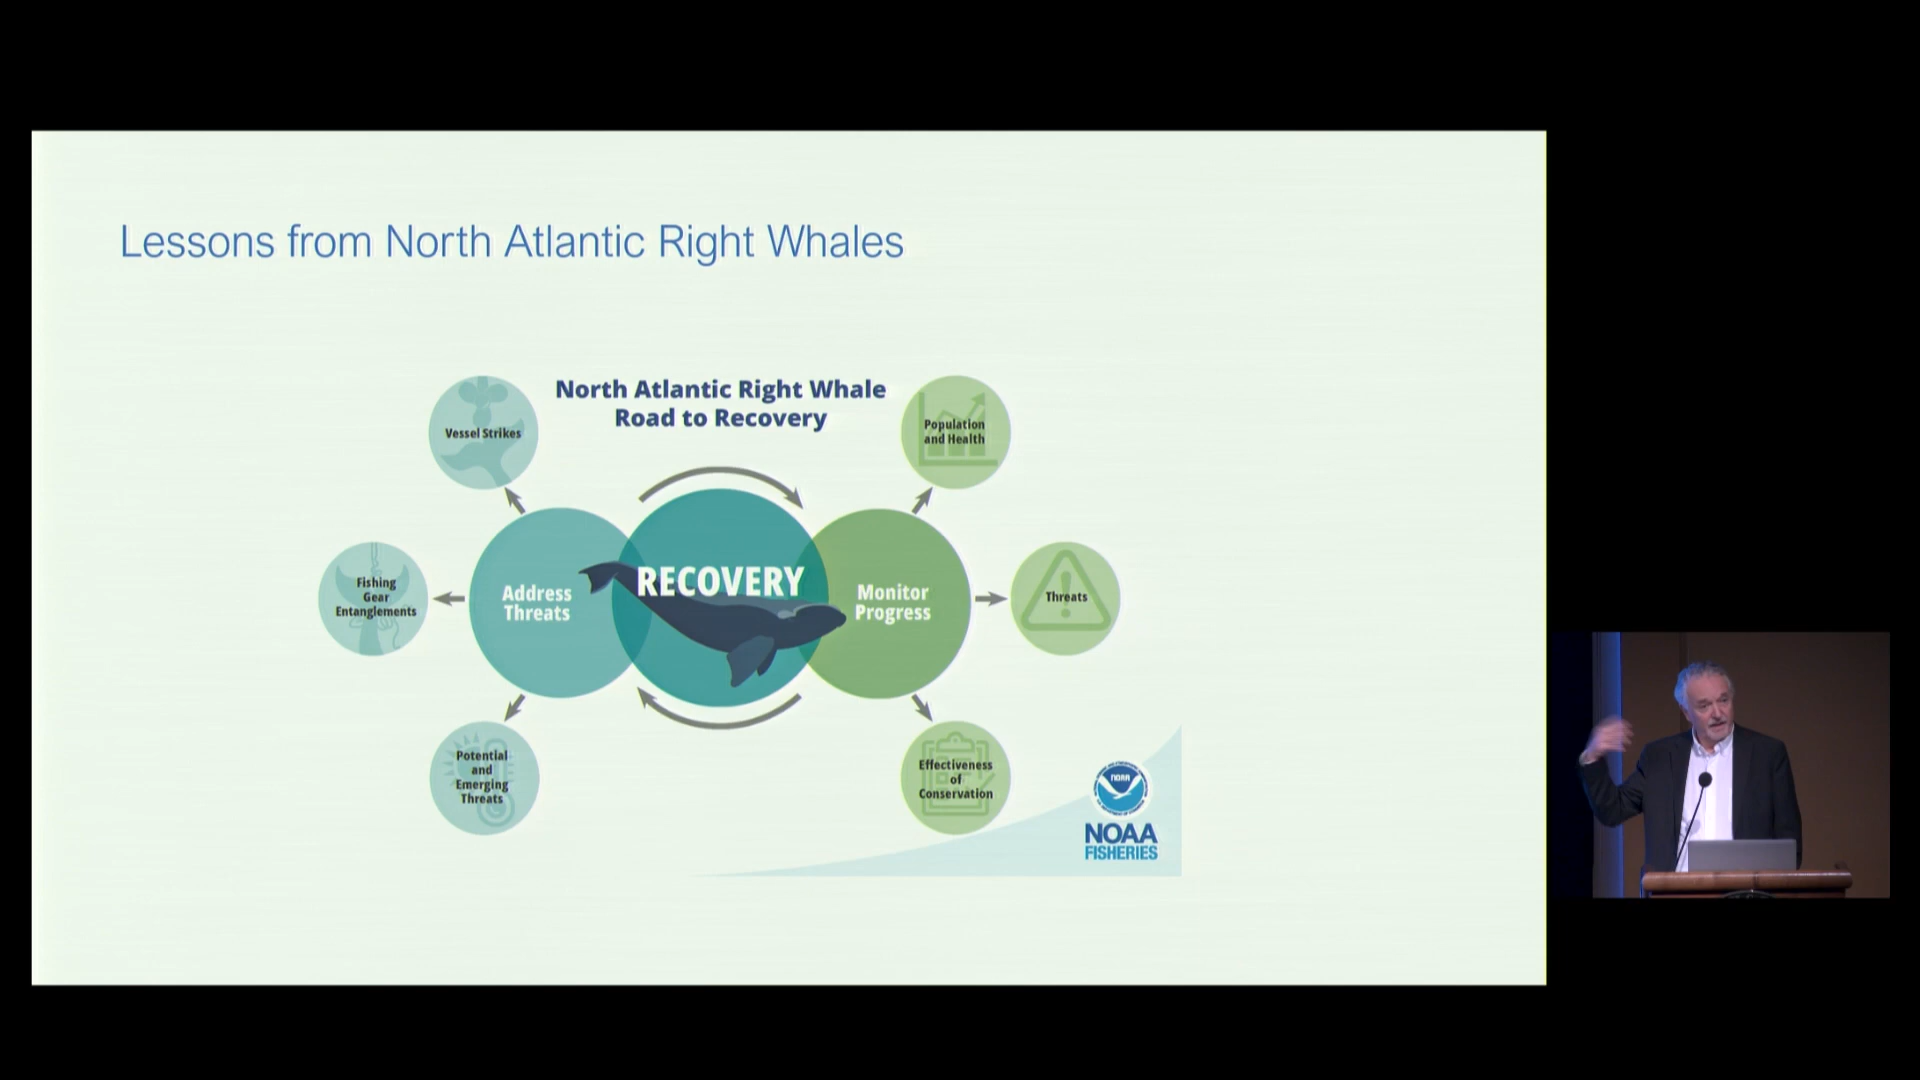 Lessons from North Atlantic Right Whales
North Atlantic Right Whale
Road to Recovery
Vessel Strikes
Population
and Health
Fishing
Gear
Entanglements
Address
Threats
RECOVERY
Monitor
Progress
Threats
Potential
and
Emerging
Threats
Effectiveness
of
Conservation
NOAA
NOAA
FISHERIES